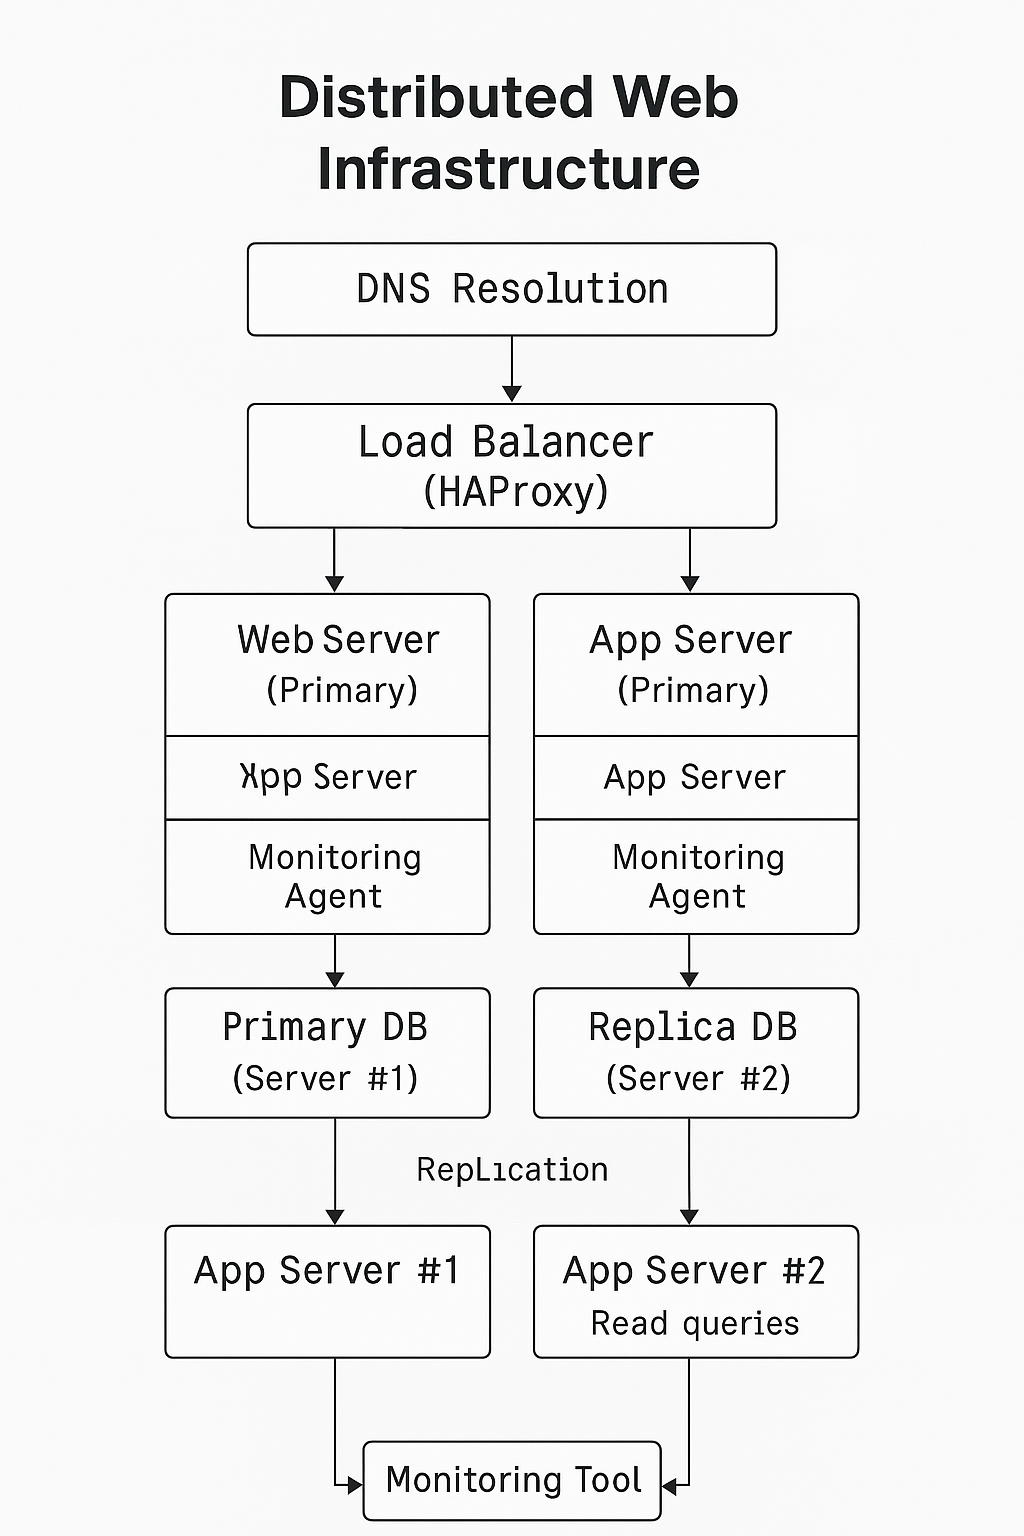 Distributed Web
Infrastructure
DNS Resolution
Load Balancer
(HAProxy)
Web Server
(Primary)
Xpp Server
Monitoring
Agent
App Server
(Primary)
App Server
Monitoring
Agent
Primary DB
(Server #1)
Replica DB
(Server #2)
RepLication
App Server #1
App Server #2
Read queries
Monitoring Tool